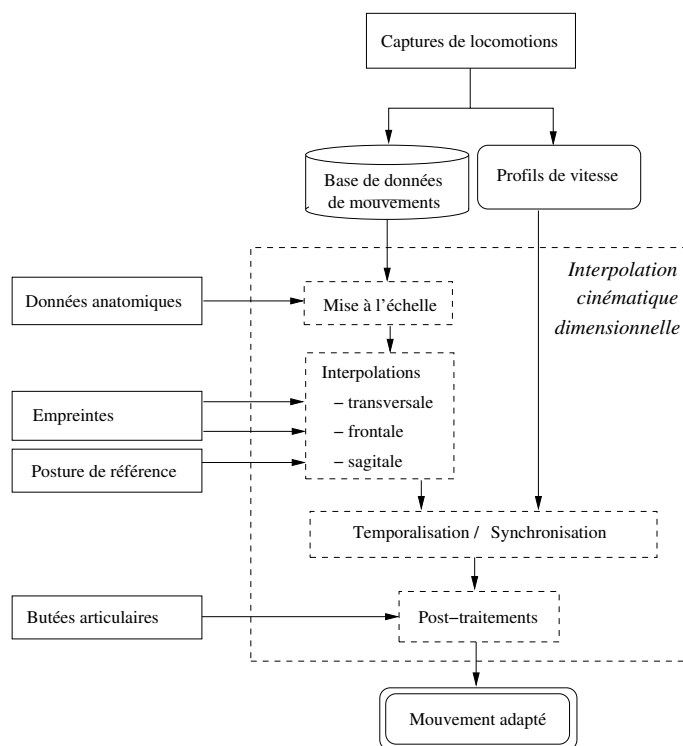 Captures de locomotions
Base de données
de mouvements
Profils de vitesse
Interpolation
cinématique
dimensionnelle
Données anatomiques
Mise à l'échelle
Interpolations
– transversale
– frontale
– sagitale
Empreintes
Posture de référence
Temporalisation / Synchronisation
Butées articulaires
Post–traitements
Mouvement adapté